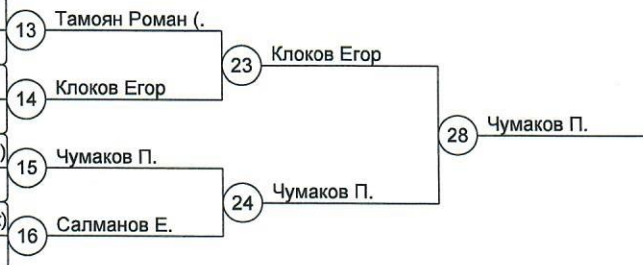 13 Тамоян Роман (.
23 Клоков Егор
14 Клоков Егор
28 Чумаков П.
)
15 Чумаков П.
24 Чумаков П.
16 Салманов Е.